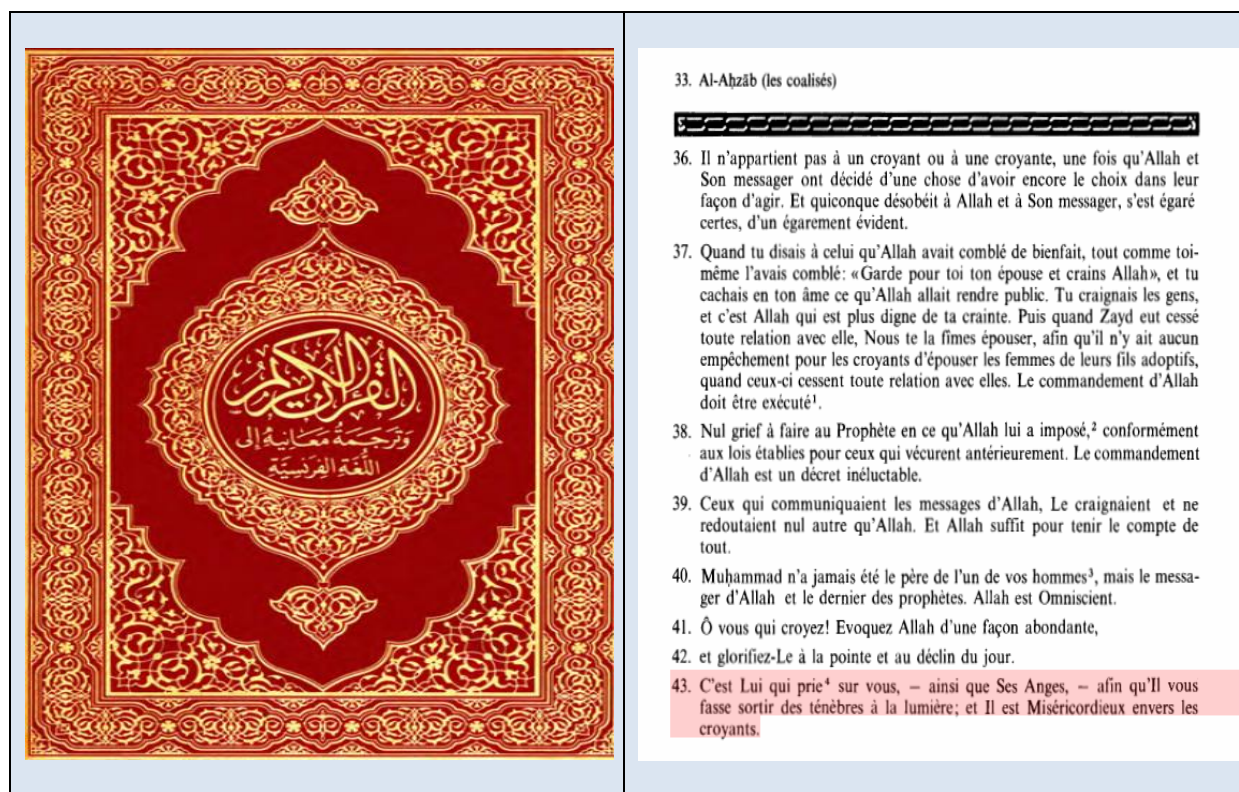 القرآن الكريم
وَتَرجَمَة مَعَانِيهِ إِلى
اللُّغَةِ الفِرَنسِيَّة
33. Al-Aḥzāb (les coalisés)
36. Il n'appartient pas à un croyant ou à une croyante, une fois qu'Allah et
Son messager ont décidé d'une chose d'avoir encore le choix dans leur
façon d'agir. Et quiconque désobéit à Allah et à Son messager, s'est égaré
certes, d'un égarement évident.
37. Quand tu disais à celui qu'Allah avait comblé de bienfait, tout comme toi-
même l'avais comblé: «Garde pour toi ton épouse et crains Allah», et tu
cachais en ton âme ce qu'Allah allait rendre public. Tu craignais les gens,
et c'est Allah qui est plus digne de ta crainte. Puis quand Zayd eut cessé
toute relation avec elle, Nous te la fîmes épouser, afin qu'il n'y ait aucun
empêchement pour les croyants d'épouser les femmes de leurs fils adoptifs,
quand ceux-ci cessent toute relation avec elles. Le commandement d'Allah
doit être exécuté¹.
38. Nul grief à faire au Prophète en ce qu'Allah lui a imposé,² conformément
aux lois établies pour ceux qui vécurent antérieurement. Le commandement
d'Allah est un décret inéluctable.
39. Ceux qui communiquaient les messages d'Allah, Le craignaient et ne
redoutaient nul autre qu'Allah. Et Allah suffit pour tenir le compte de
tout.
40. Muḥammad n'a jamais été le père de l'un de vos hommes³, mais le messa-
ger d'Allah et le dernier des prophètes. Allah est Omniscient.
41. Ô vous qui croyez! Evoquez Allah d'une façon abondante,
42. et glorifiez-Le à la pointe et au déclin du jour.
43. C'est Lui qui prie⁴ sur vous, — ainsi que Ses Anges, — afin qu'Il vous
fasse sortir des ténèbres à la lumière; et Il est Miséricordieux envers les
croyants.